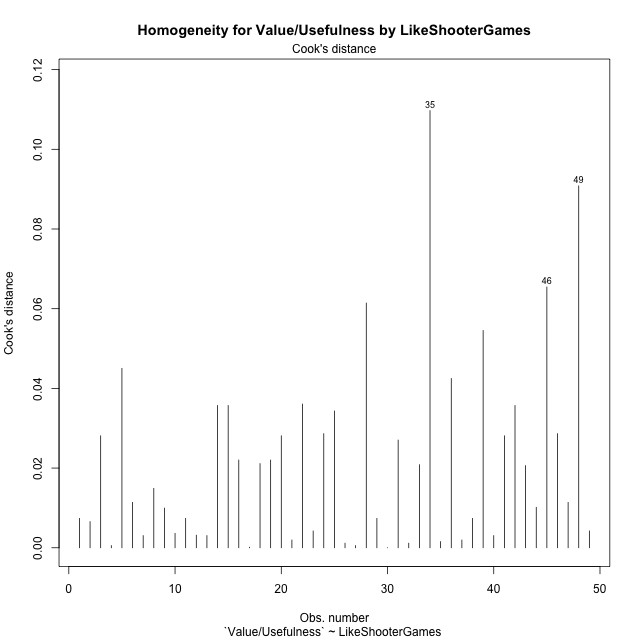 Homogeneity for Value/Usefulness by LikeShooterGames
Cook's distance
0.12
0.10
0.08
0.06
0.04
0.02
0.00
Cook's distance
35
49
46
0 10 20 30 40 50
Obs. number
`Value/Usefulness` ~ LikeShooterGames